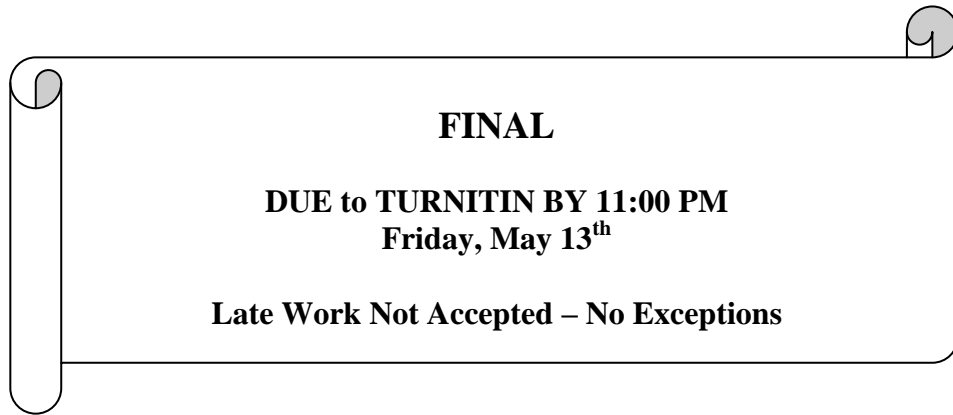 FINAL
DUE to TURNITIN BY 11:00 PM
Friday, May 13th
Late Work Not Accepted – No Exceptions